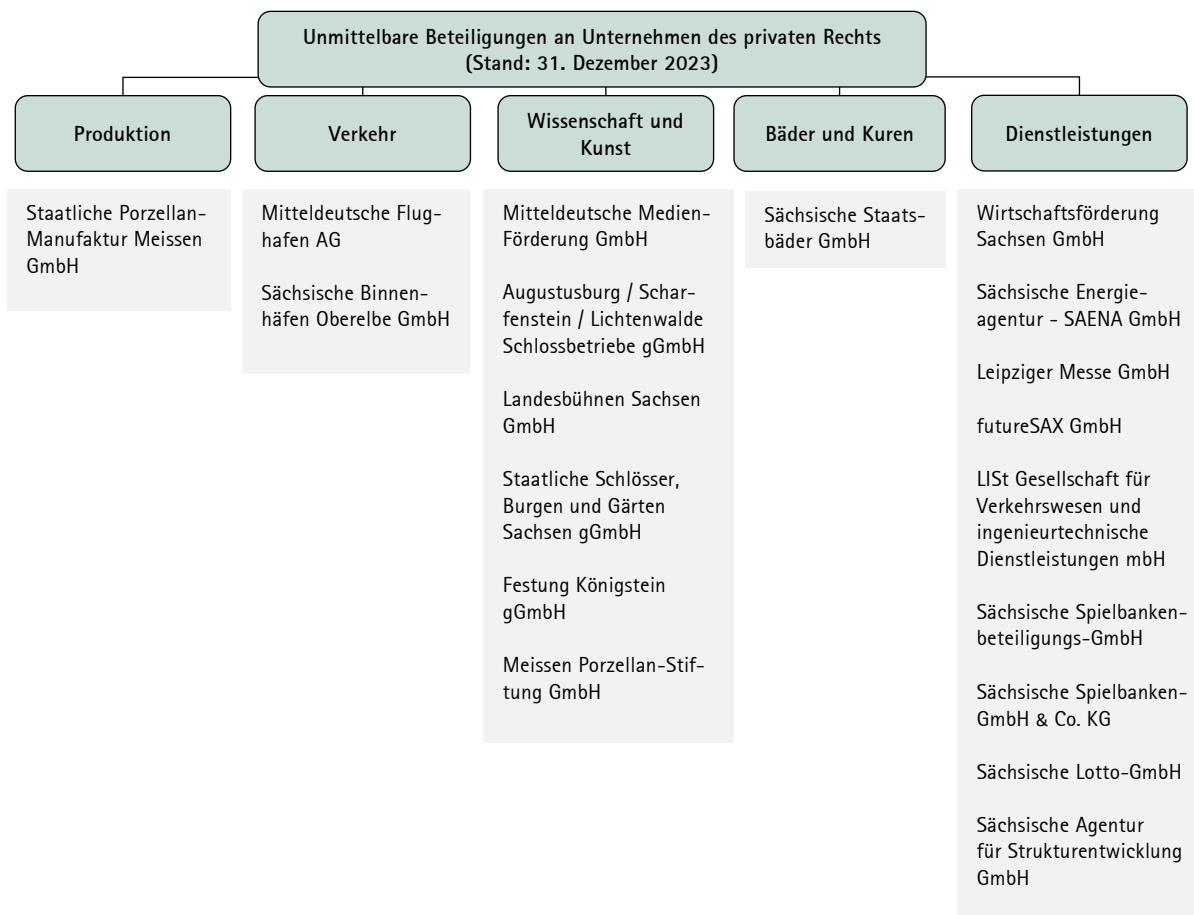 Unmittelbare Beteiligungen an Unternehmen des privaten Rechts
(Stand: 31. Dezember 2023)
Produktion
Staatliche Porzellan-
Manufaktur Meissen
GmbH
Verkehr
Mitteldeutsche Flug-
hafen AG
Sächsische Binnen-
häfen Oberelbe GmbH
Wissenschaft und
Kunst
Mitteldeutsche Medien-
Förderung GmbH
Augustusburg / Schar-
fenstein / Lichtenwalde
Schlossbetriebe gGmbH
Landesbühnen Sachsen
GmbH
Staatliche Schlösser,
Burgen und Gärten
Sachsen gGmbH
Festung Königstein
gGmbH
Meissen Porzellan-Stif-
tung GmbH
Bäder und Kuren
Sächsische Staats-
bäder GmbH
Dienstleistungen
Wirtschaftsförderung
Sachsen GmbH
Sächsische Energie-
agentur - SAENA GmbH
Leipziger Messe GmbH
futureSAX GmbH
LISt Gesellschaft für
Verkehrswesen und
ingenieurtechnische
Dienstleistungen mbH
Sächsische Spielbanken-
beteiligungs-GmbH
Sächsische Spielbanken-
GmbH & Co. KG
Sächsische Lotto-GmbH
Sächsische Agentur
für Strukturentwicklung
GmbH